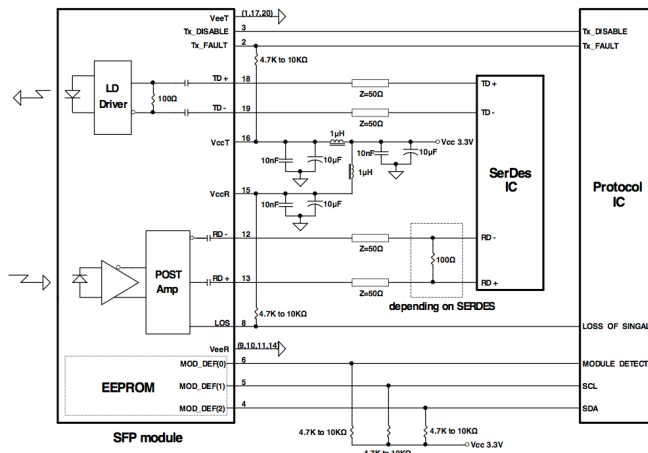 VeeT (1,17,20)
Tx_DISABLE 3 Tx_DISABLE
Tx_FAULT 2 Tx_FAULT
4.7K to 10KΩ
LD
Driver
100Ω
TD+ 18 Z=50Ω TD+
TD- 19 Z=50Ω TD-
VccT 16 1μH Vcc 3.3V
10nF 10μF 10nF 10μF
1μH
SerDes
IC
Protocol
IC
VccR 15
10nF 10μF
RD- 12 Z=50Ω RD-
100Ω
POST
Amp
RD+ 13 Z=50Ω RD+
depending on SERDES
4.7K to 10KΩ
LOS 8 LOSS OF SINGAL
VeeR (9,10,11,14)
EEPROM
MOD_DEF(0) 6 MODULE DETECT
MOD_DEF(1) 5 SCL
MOD_DEF(2) 4 SDA
4.7K to 10KΩ 4.7K to 10KΩ
4.7K to 10KΩ
Vcc 3.3V
SFP module